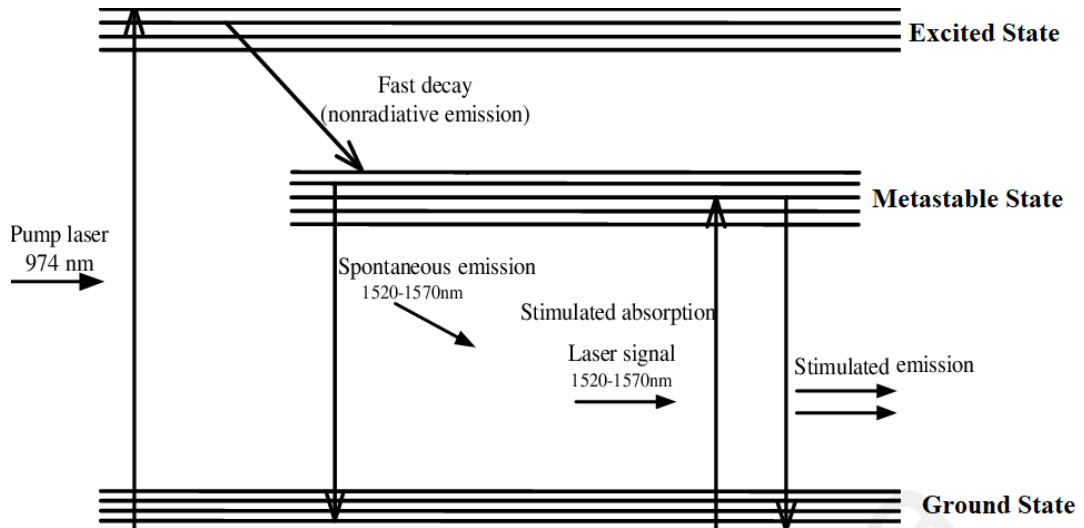 Excited State
Fast decay
(nonradiative emission)
Metastable State
Pump laser
974 nm
Spontaneous emission
1520-1570nm
Stimulated absorption
Laser signal
1520-1570nm
Stimulated emission
Ground State